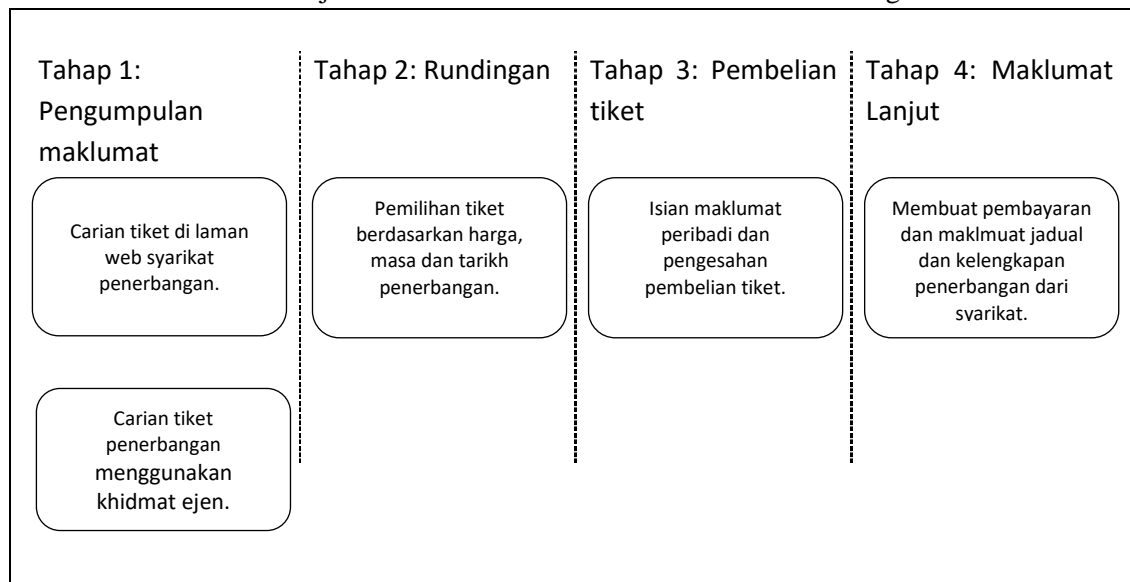 Tahap 1:
Pengumpulan
maklumat
Carian tiket di laman
web syarikat
penerbangan.
Carian tiket
penerbangan
menggunakan
khidmat ejen.
Tahap 2: Rundingan
Pemilihan tiket
berdasarkan harga,
masa dan tarikh
penerbangan.
Tahap 3: Pembelian
tiket
Isian maklumat
peribadi dan
pengesahan
pembelian tiket.
Tahap 4: Maklumat
Lanjut
Membuat pembayaran
dan maklmuat jadual
dan kelengkapan
penerbangan dari
syarikat.